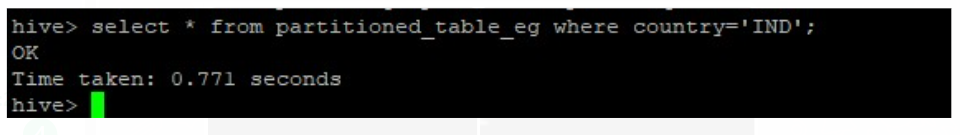 hive> select * from partitioned_table_eg where country='IND';
OK
Time taken: 0.771 seconds
hive>